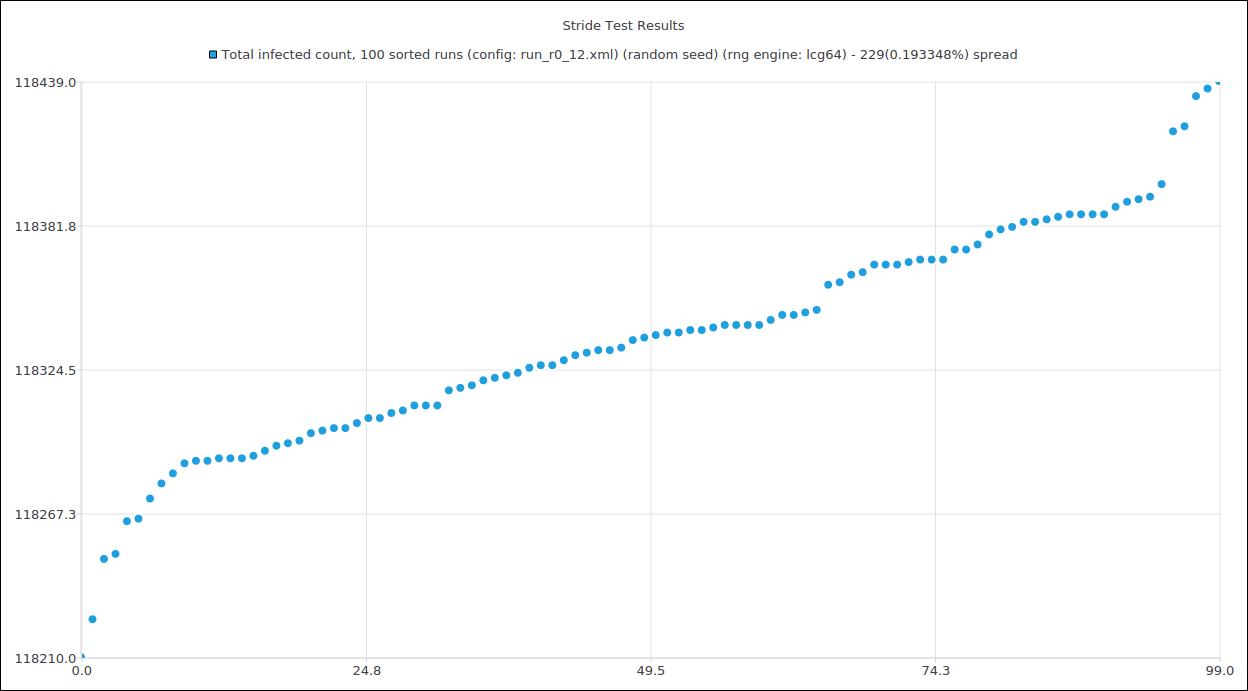 Stride Test Results
Total infected count, 100 sorted runs (config: run_r0_12.xml) (random seed) (rng engine: lcg64) - 229(0.193348%) spread
118439.0
118381.8
118324.5
118267.3
118210.0
0.0 24.8 49.5 74.3 99.0